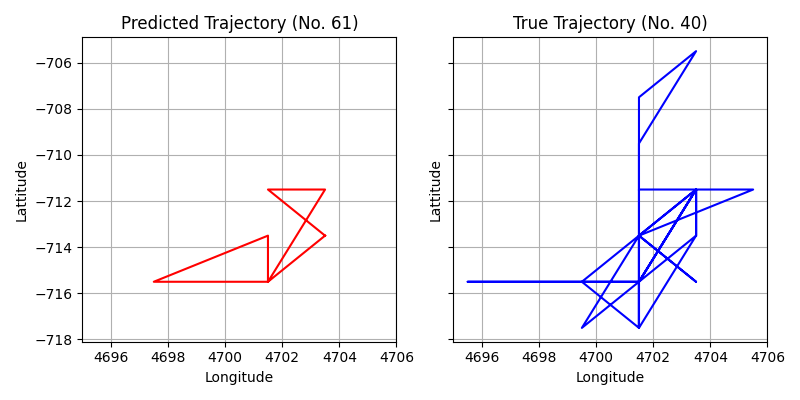 Predicted Trajectory (No. 61)
−706
−708
−710
−712
−714
−716
−718
Lattitude
4696 4698 4700 4702 4704 4706
Longitude
True Trajectory (No. 40)
Lattitude
4696 4698 4700 4702 4704 4706
Longitude